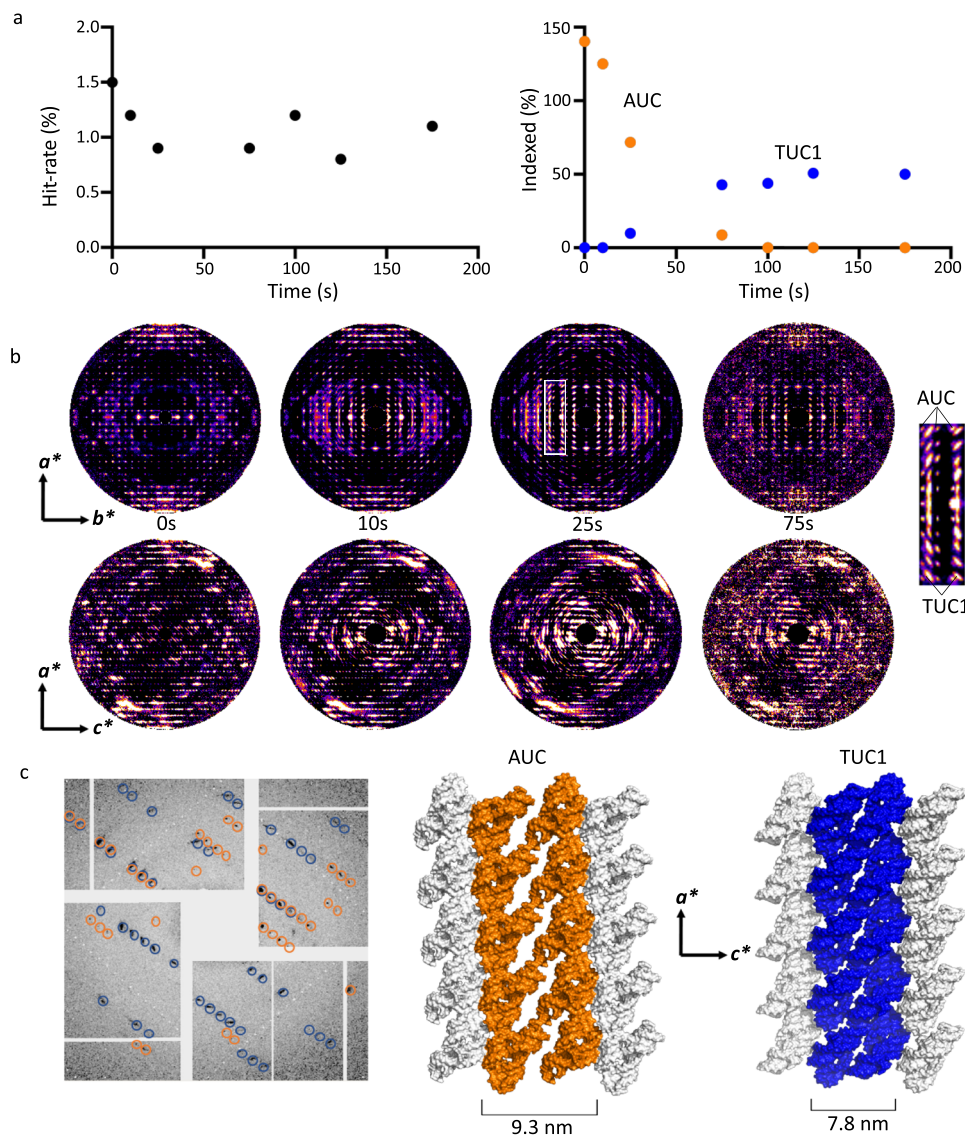 a
2.0
1.5
1.0
0.5
0.0
Hit-rate (%)
0
50
100
150
200
Time (s)
150
100
50
0
Indexed (%)
AUC
TUC1
0
50
100
150
200
Time (s)
b
a*
b*
0s
10s
25s
75s
AUC
TUC1
a*
c*
c
AUC
TUC1
a*
c*
9.3 nm
7.8 nm